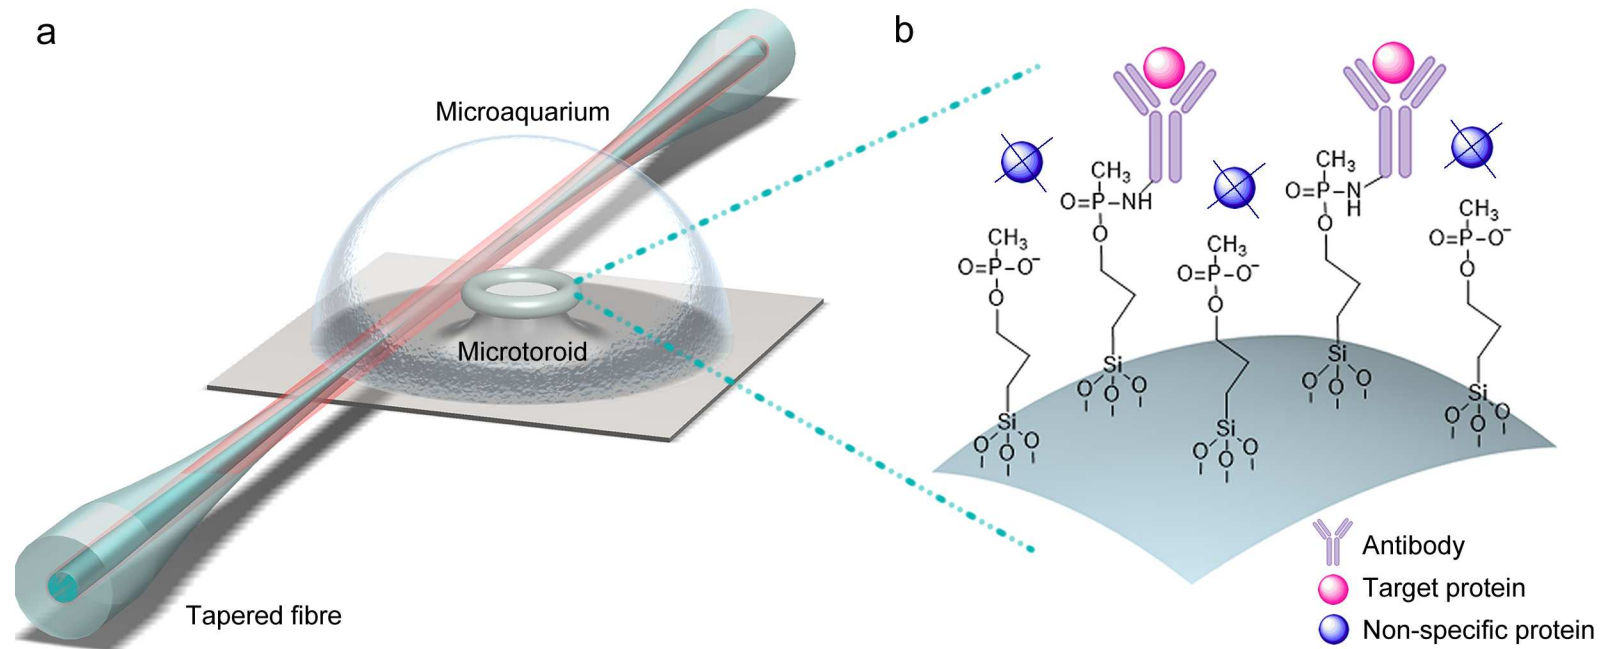 a
Microaquarium
Microtoroid
Tapered fibre
b
CH₃
O=P–NH
O
CH₃
O=P–N
H
O
CH₃
O=P–O⁻
O
CH₃
O=P–O⁻
O
CH₃
O=P–O⁻
O
Si
O O O
Si
O O O
Si
O O O
Si
O O O
Si
O O O
Antibody
Target protein
Non-specific protein